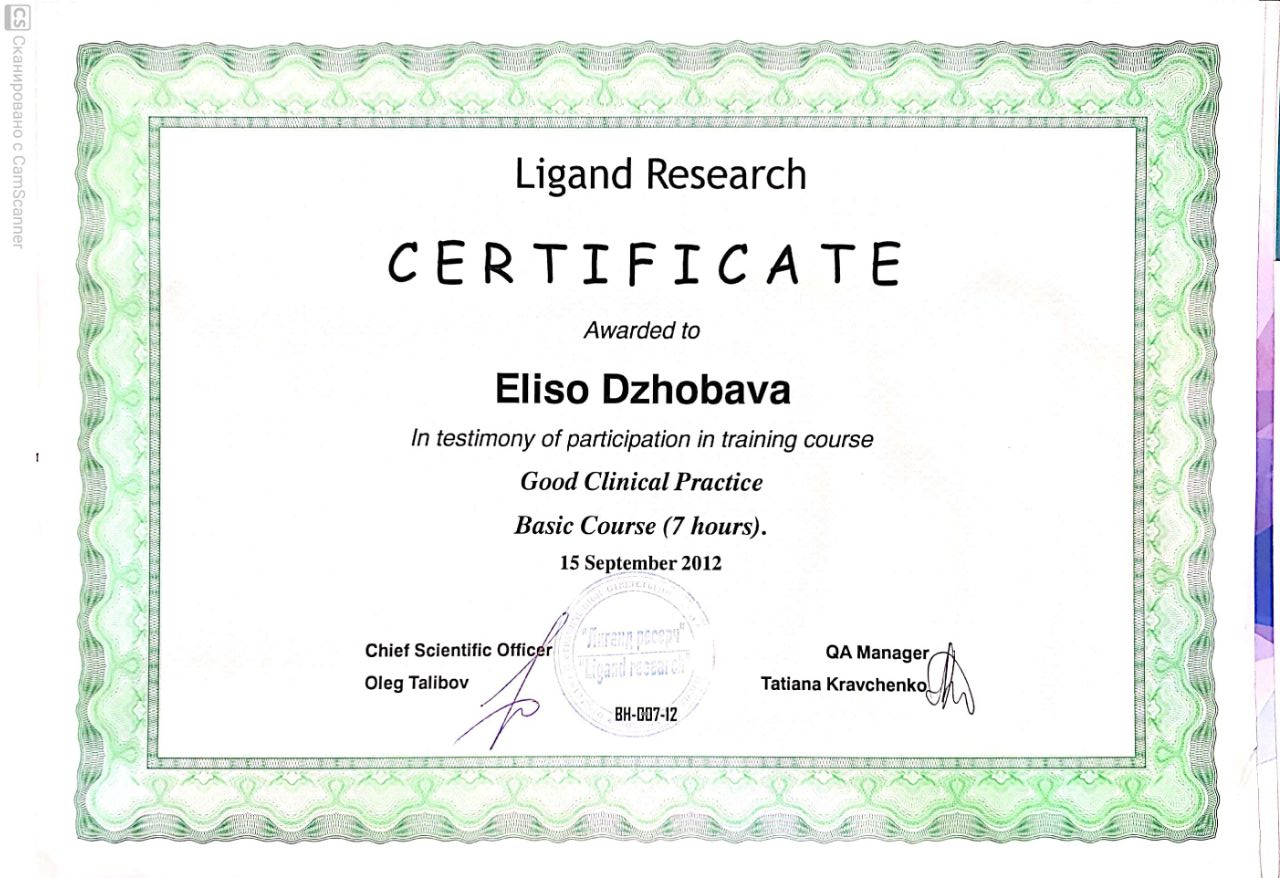 CS Сканировано с CamScanner
Ligand Research
CERTIFICATE
Awarded to
Eliso Dzhobava
In testimony of participation in training course
Good Clinical Practice
Basic Course (7 hours).
15 September 2012
Chief Scientific Officer
Oleg Talibov
"Лиганд ресерч"
"Ligand research"
BH-007-12
QA Manager
Tatiana Kravchenko